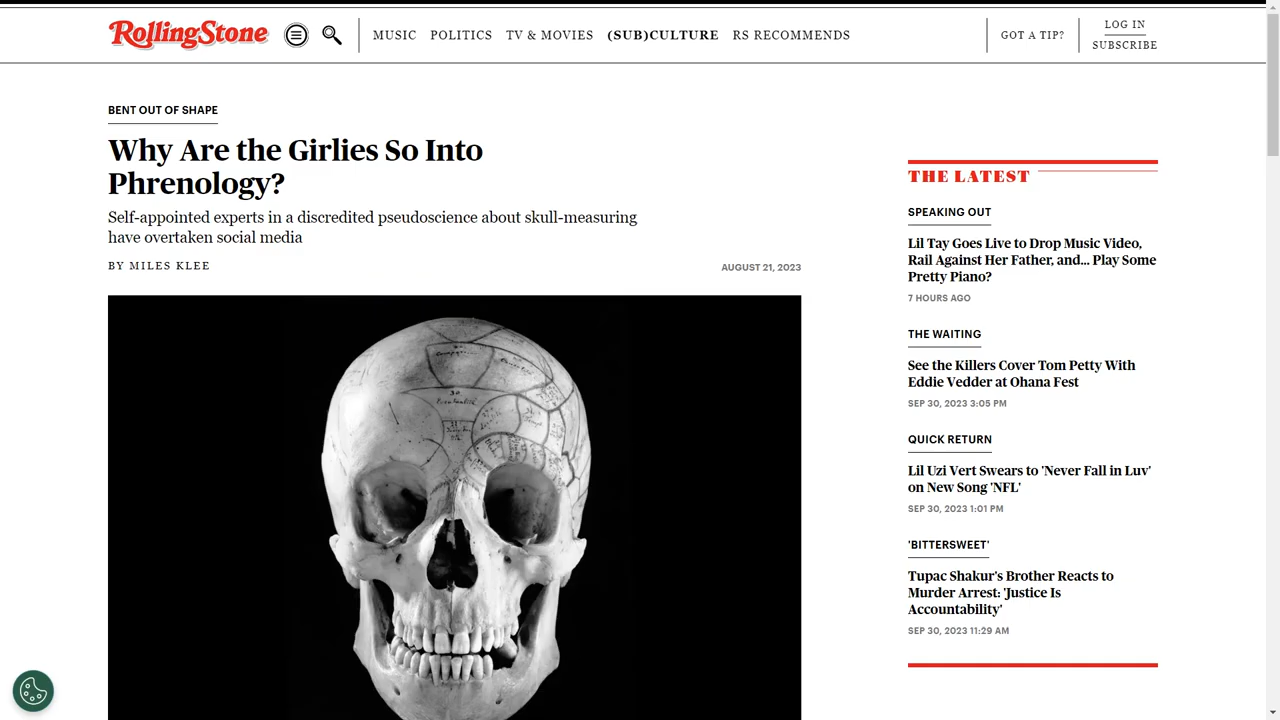 RollingStone
MUSIC POLITICS TV & MOVIES (SUB)CULTURE RS RECOMMENDS
GOT A TIP?
LOG IN
SUBSCRIBE
BENT OUT OF SHAPE
Why Are the Girlies So Into
Phrenology?
Self-appointed experts in a discredited pseudoscience about skull-measuring
have overtaken social media
BY MILES KLEE
AUGUST 21, 2023
THE LATEST
SPEAKING OUT
Lil Tay Goes Live to Drop Music Video,
Rail Against Her Father, and... Play Some
Pretty Piano?
7 HOURS AGO
THE WAITING
See the Killers Cover Tom Petty With
Eddie Vedder at Ohana Fest
SEP 30, 2023 3:05 PM
QUICK RETURN
Lil Uzi Vert Swears to 'Never Fall in Luv'
on New Song 'NFL'
SEP 30, 2023 1:01 PM
'BITTERSWEET'
Tupac Shakur's Brother Reacts to
Murder Arrest: 'Justice Is
Accountability'
SEP 30, 2023 11:29 AM